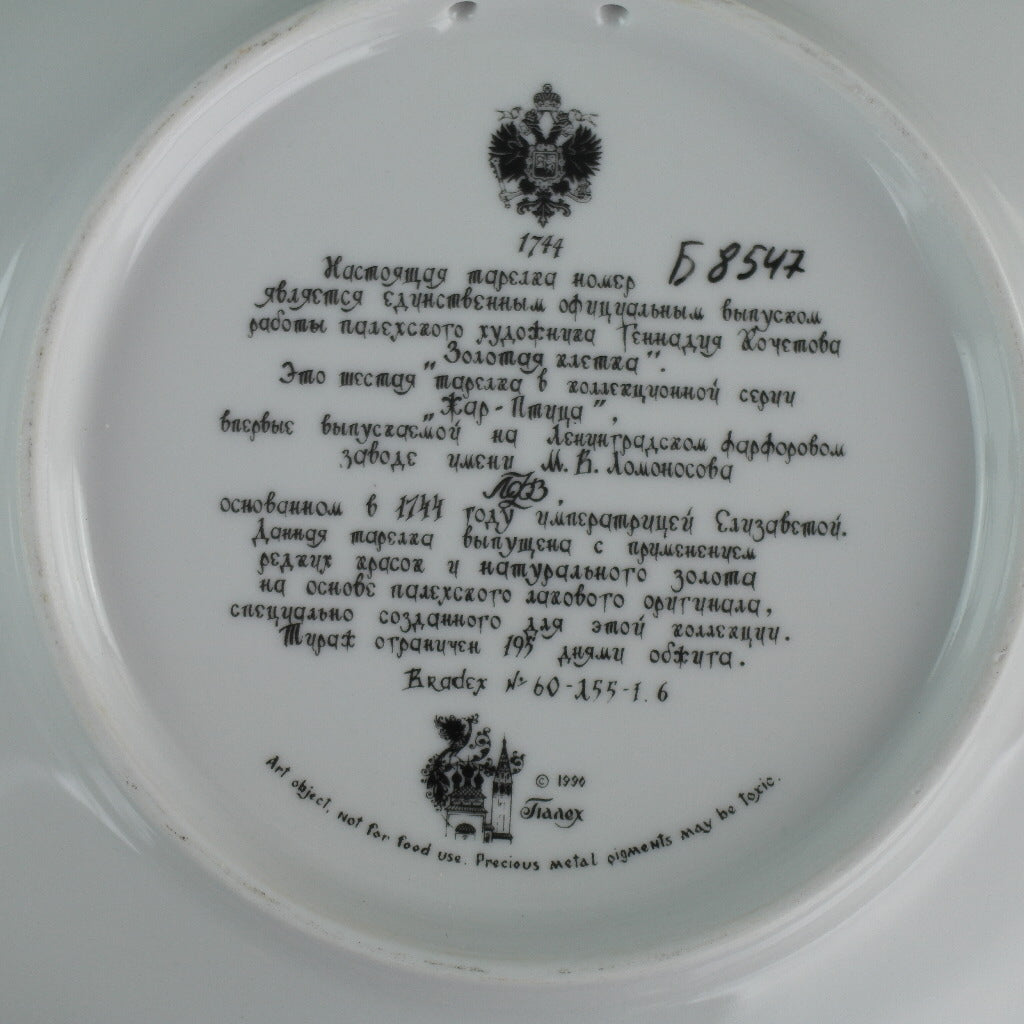 1744
Настоящая тарелка номер Б 8547
является единственным официальным выпуском
работы палехского художника Геннадия Кочетова
"Золотая клетка".
Это шестая тарелка в коллекционной серии
"Жар-Птица",
впервые выпускаемой на Ленинградском фарфоровом
заводе имени М.В. Ломоносова
ЛФЗ,
основанном в 1744 году императрицей Елизаветой.
Данная тарелка выпущена с применением
редких красок и натурального золота
на основе палехского лакового оригинала,
специально созданного для этой коллекции.
Тираж ограничен 195 днями обжига.
Bradex № 60-155-1.6
© 1990
Палех
Art object, not for food use. Precious metal pigments may be toxic.